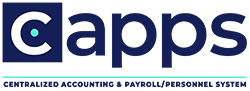 capps
CENTRALIZED ACCOUNTING & PAYROLL/PERSONNEL SYSTEM